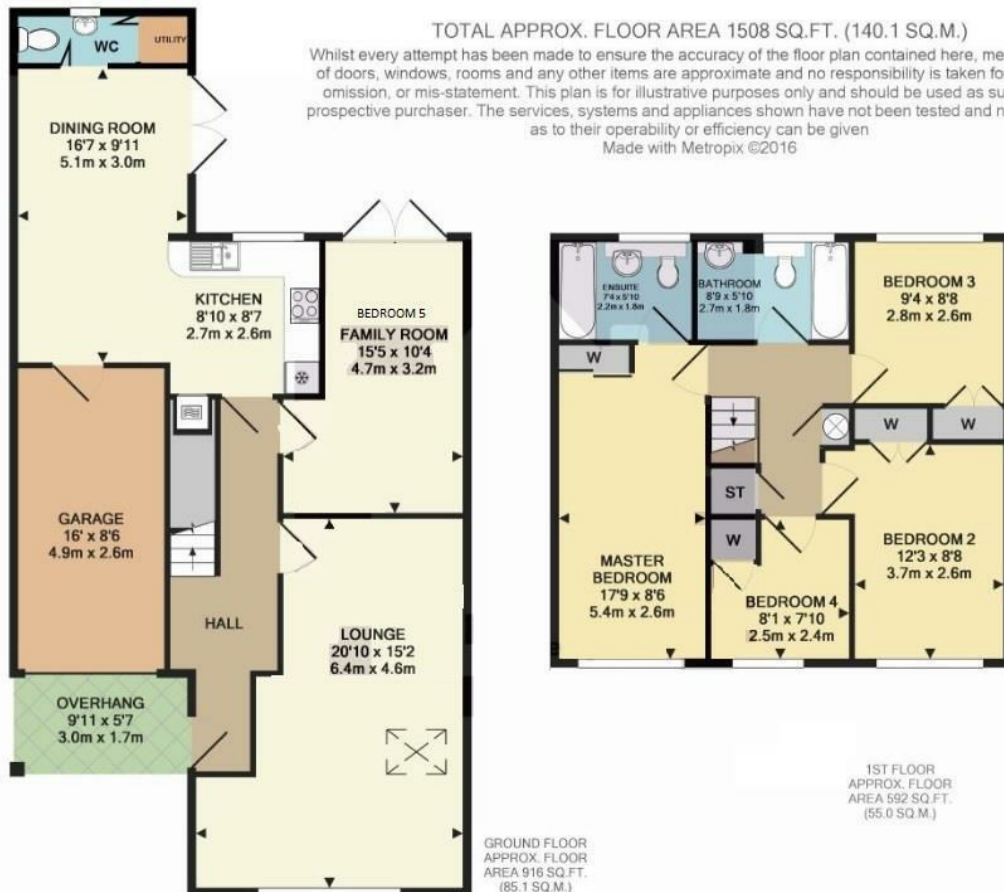 TOTAL APPROX. FLOOR AREA 1508 SQ.FT. (140.1 SQ.M.)
Whilst every attempt has been made to ensure the accuracy of the floor plan contained here, me
of doors, windows, rooms and any other items are approximate and no responsibility is taken fo
omission, or mis-statement. This plan is for illustrative purposes only and should be used as su
prospective purchaser. The services, systems and appliances shown have not been tested and n
as to their operability or efficiency can be given
Made with Metropix ©2016
WC
UTILITY
DINING ROOM
16'7 x 9'11
5.1m x 3.0m
KITCHEN
8'10 x 8'7
2.7m x 2.6m
BEDROOM 5
FAMILY ROOM
15'5 x 10'4
4.7m x 3.2m
GARAGE
16' x 8'6
4.9m x 2.6m
HALL
LOUNGE
20'10 x 15'2
6.4m x 4.6m
OVERHANG
9'11 x 5'7
3.0m x 1.7m
GROUND FLOOR
APPROX. FLOOR
AREA 916 SQ.FT.
(85.1 SQ.M.)
ENSUITE
7'4 x 5'10
2.2m x 1.8m
BATHROOM
8'9 x 5'10
2.7m x 1.8m
BEDROOM 3
9'4 x 8'8
2.8m x 2.6m
W
W
W
ST
W
MASTER
BEDROOM
17'9 x 8'6
5.4m x 2.6m
BEDROOM 4
8'1 x 7'10
2.5m x 2.4m
BEDROOM 2
12'3 x 8'8
3.7m x 2.6m
1ST FLOOR
APPROX. FLOOR
AREA 592 SQ.FT.
(55.0 SQ.M.)